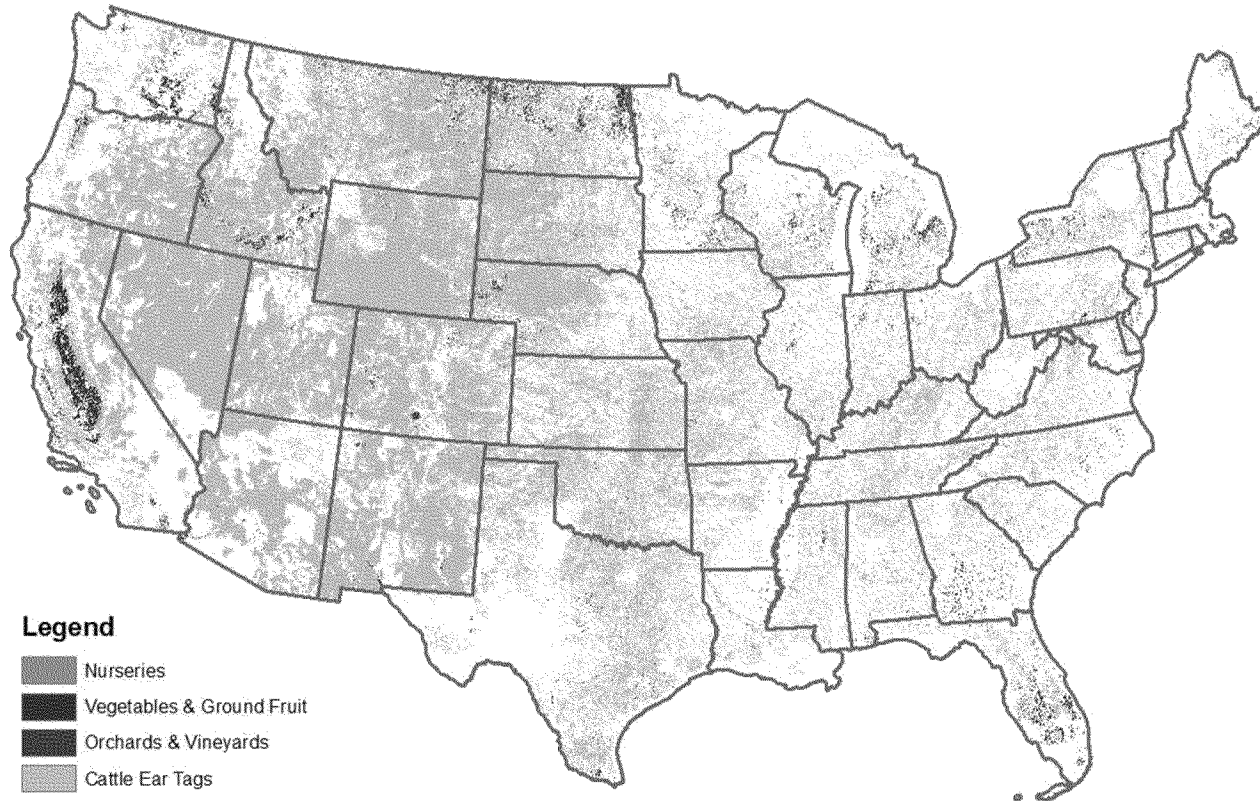 Legend
Nurseries
Vegetables & Ground Fruit
Orchards & Vineyards
Cattle Ear Tags